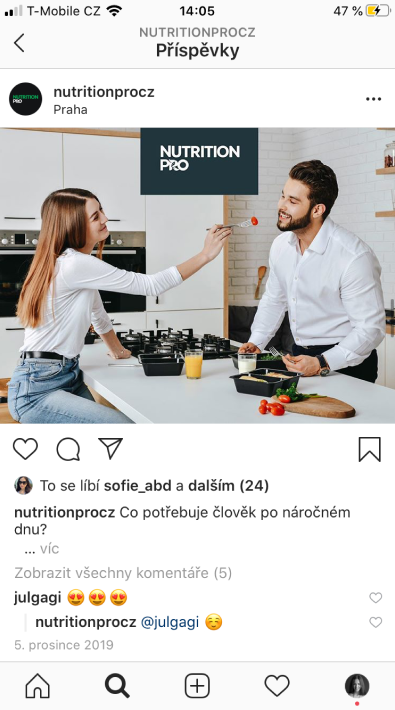 T-Mobile CZ 14:05 47 %
NUTRITIONPROCZ
Příspěvky
NUTRITION PRO
nutritionprocz
Praha
NUTRITION
PRO
To se líbí sofie_abd a dalším (24)
nutritionprocz Co potřebuje člověk po náročném
dnu?
... víc
Zobrazit všechny komentáře (5)
julgagi 😍😍😍
nutritionprocz @julgagi ☺️
5. prosince 2019